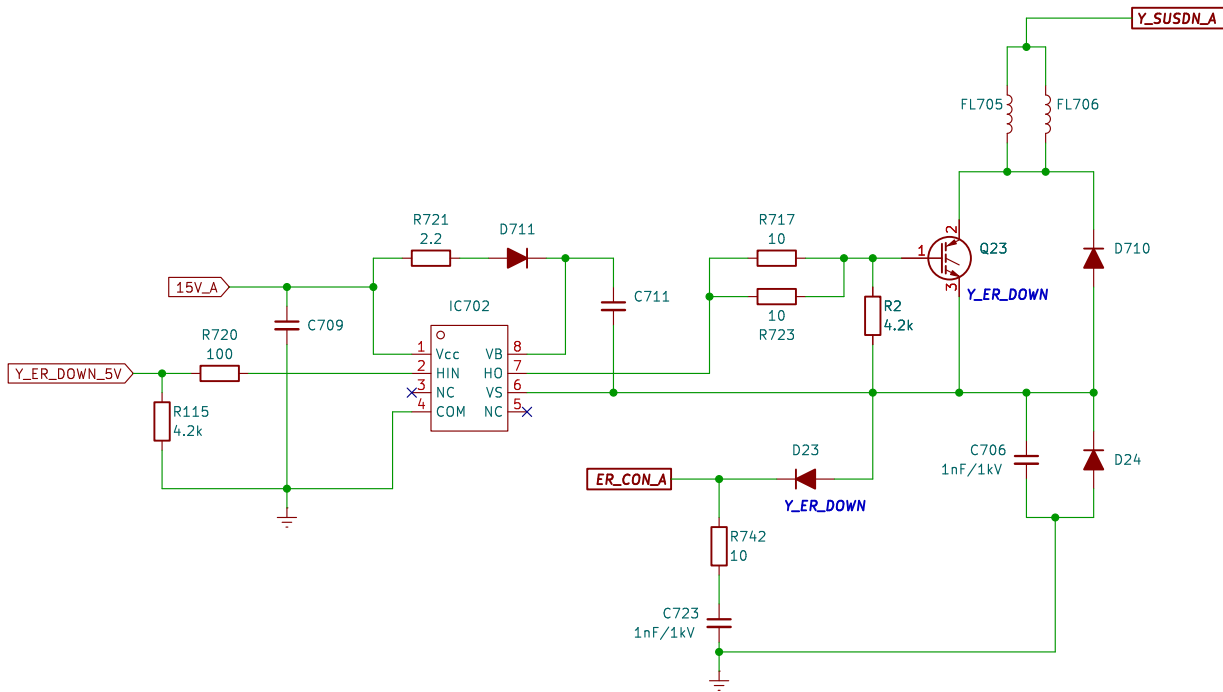 Y_SUSDN_A
FL705
FL706
R721
2.2
D711
R717
10
Q23
1
2
3
Y_ER_DOWN
D710
15V_A
C709
IC702
C711
10
R723
R2
4.2k
R720
100
Y_ER_DOWN_5V
R115
4.2k
1 Vcc VB 8
2 HIN HO 7
3 NC VS 6
4 COM NC 5
D23
Y_ER_DOWN
ER_CON_A
C706
1nF/1kV
D24
R742
10
C723
1nF/1kV